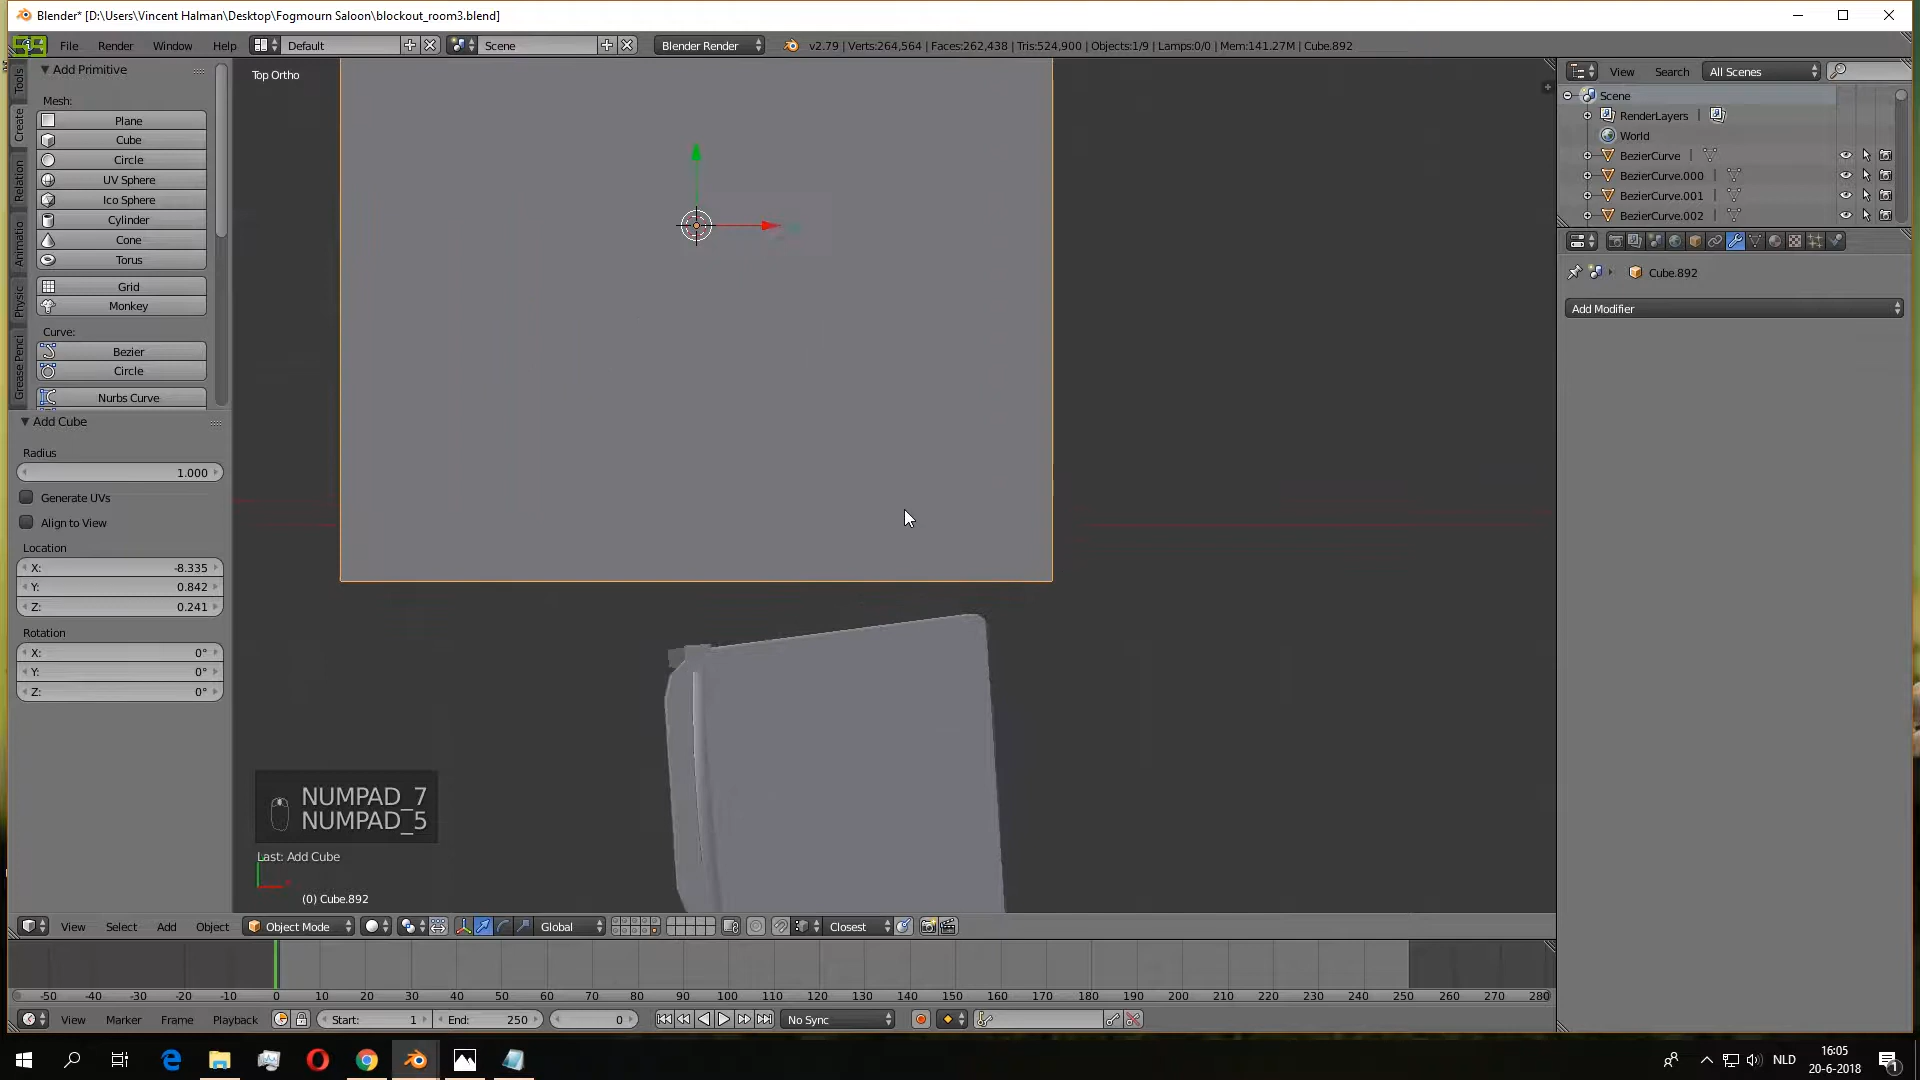 Blender* [D:\Users\Vincent Halman\Desktop\Fogmourn Saloon\blockout_room3.blend]
File Render Window Help Default Scene Blender Render v2.79 | Verts:264,564 | Faces:262,438 | Tris:524,900 | Objects:1/9 | Lamps:0/0 | Mem:141.27M | Cube.892
Tools
Create
Relation
Animatio
Physic
Grease Penci
Add Primitive
Mesh:
Plane
Cube
Circle
UV Sphere
Ico Sphere
Cylinder
Cone
Torus
Grid
Monkey
Curve:
Bezier
Circle
Nurbs Curve
Add Cube
Radius
1.000
Generate UVs
Align to View
Location
X: -8.335
Y: 0.842
Z: 0.241
Rotation
X: 0°
Y: 0°
Z: 0°
Top Ortho
NUMPAD_7
NUMPAD_5
Last: Add Cube
(0) Cube.892
View Search All Scenes
Scene
RenderLayers
World
BezierCurve
BezierCurve.000
BezierCurve.001
BezierCurve.002
Cube.892
Add Modifier
View Select Add Object Object Mode Global Closest
-50 -40 -30 -20 -10 0 10 20 30 40 50 60 70 80 90 100 110 120 130 140 150 160 170 180 190 200 210 220 230 240 250 260 270 280
View Marker Frame Playback Start: 1 End: 250 0 No Sync
NLD
16:05
20-6-2018
1